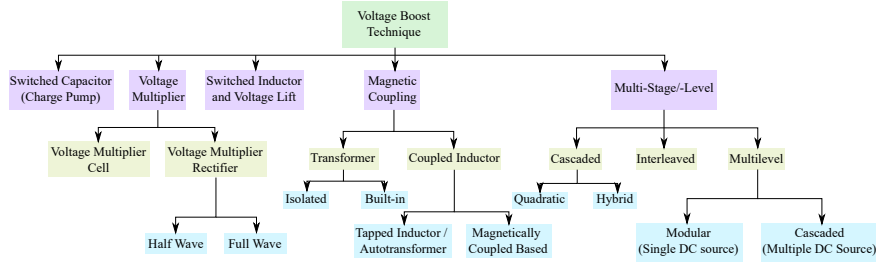 Voltage Boost
Technique
Switched Capacitor
(Charge Pump)
Voltage
Multiplier
Switched Inductor
and Voltage Lift
Magnetic
Coupling
Multi-Stage/-Level
Voltage Multiplier
Cell
Voltage Multiplier
Rectifier
Transformer
Coupled Inductor
Cascaded
Interleaved
Multilevel
Isolated
Built-in
Quadratic
Hybrid
Half Wave
Full Wave
Tapped Inductor /
Autotransformer
Magnetically
Coupled Based
Modular
(Single DC source)
Cascaded
(Multiple DC Source)